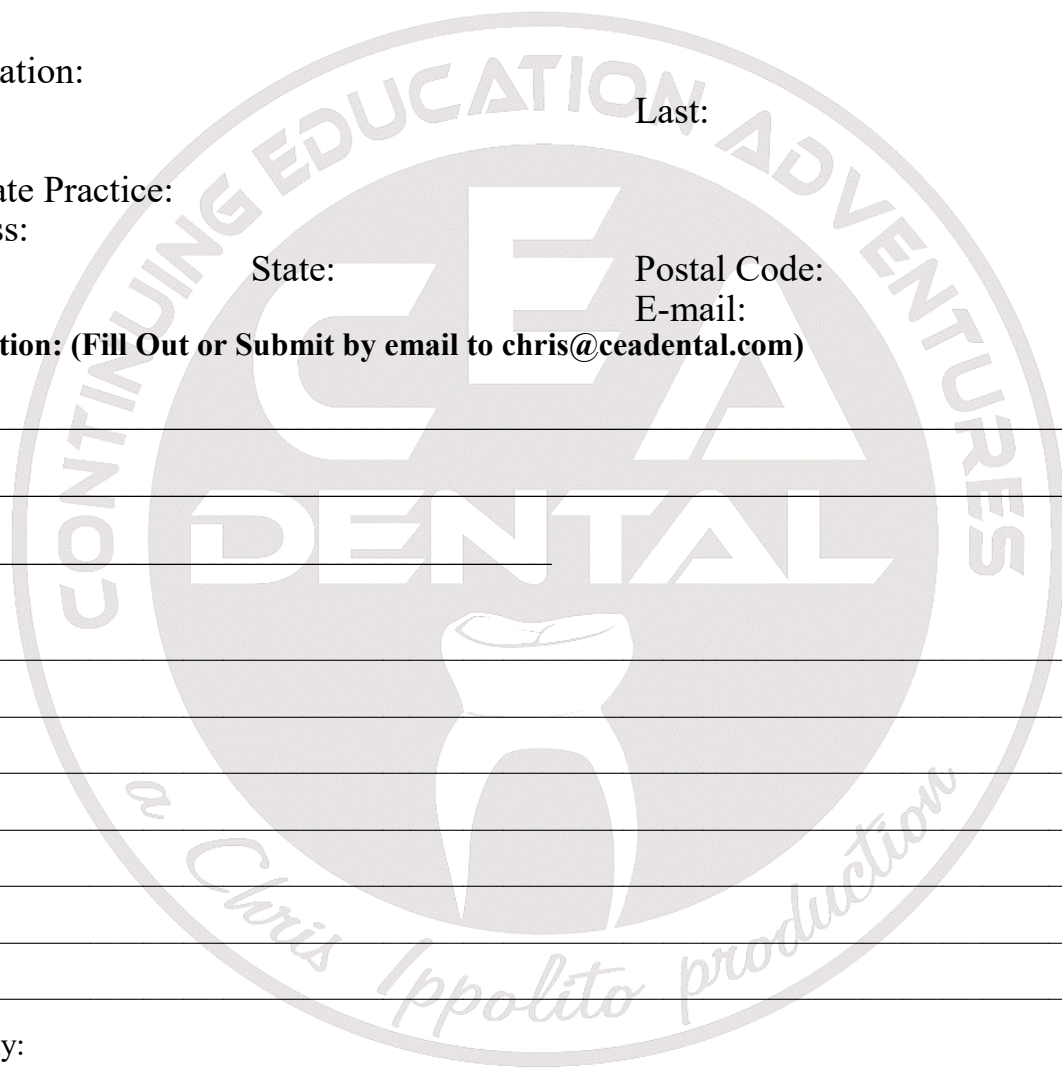 ation:
Last:
ate Practice:
ss:
State: Postal Code:
E-mail:
tion: (Fill Out or Submit by email to chris@ceadental.com)
y:
CONTINUING EDUCATION ADVENTURES
CEA
DENTAL
a Chris Ippolito production